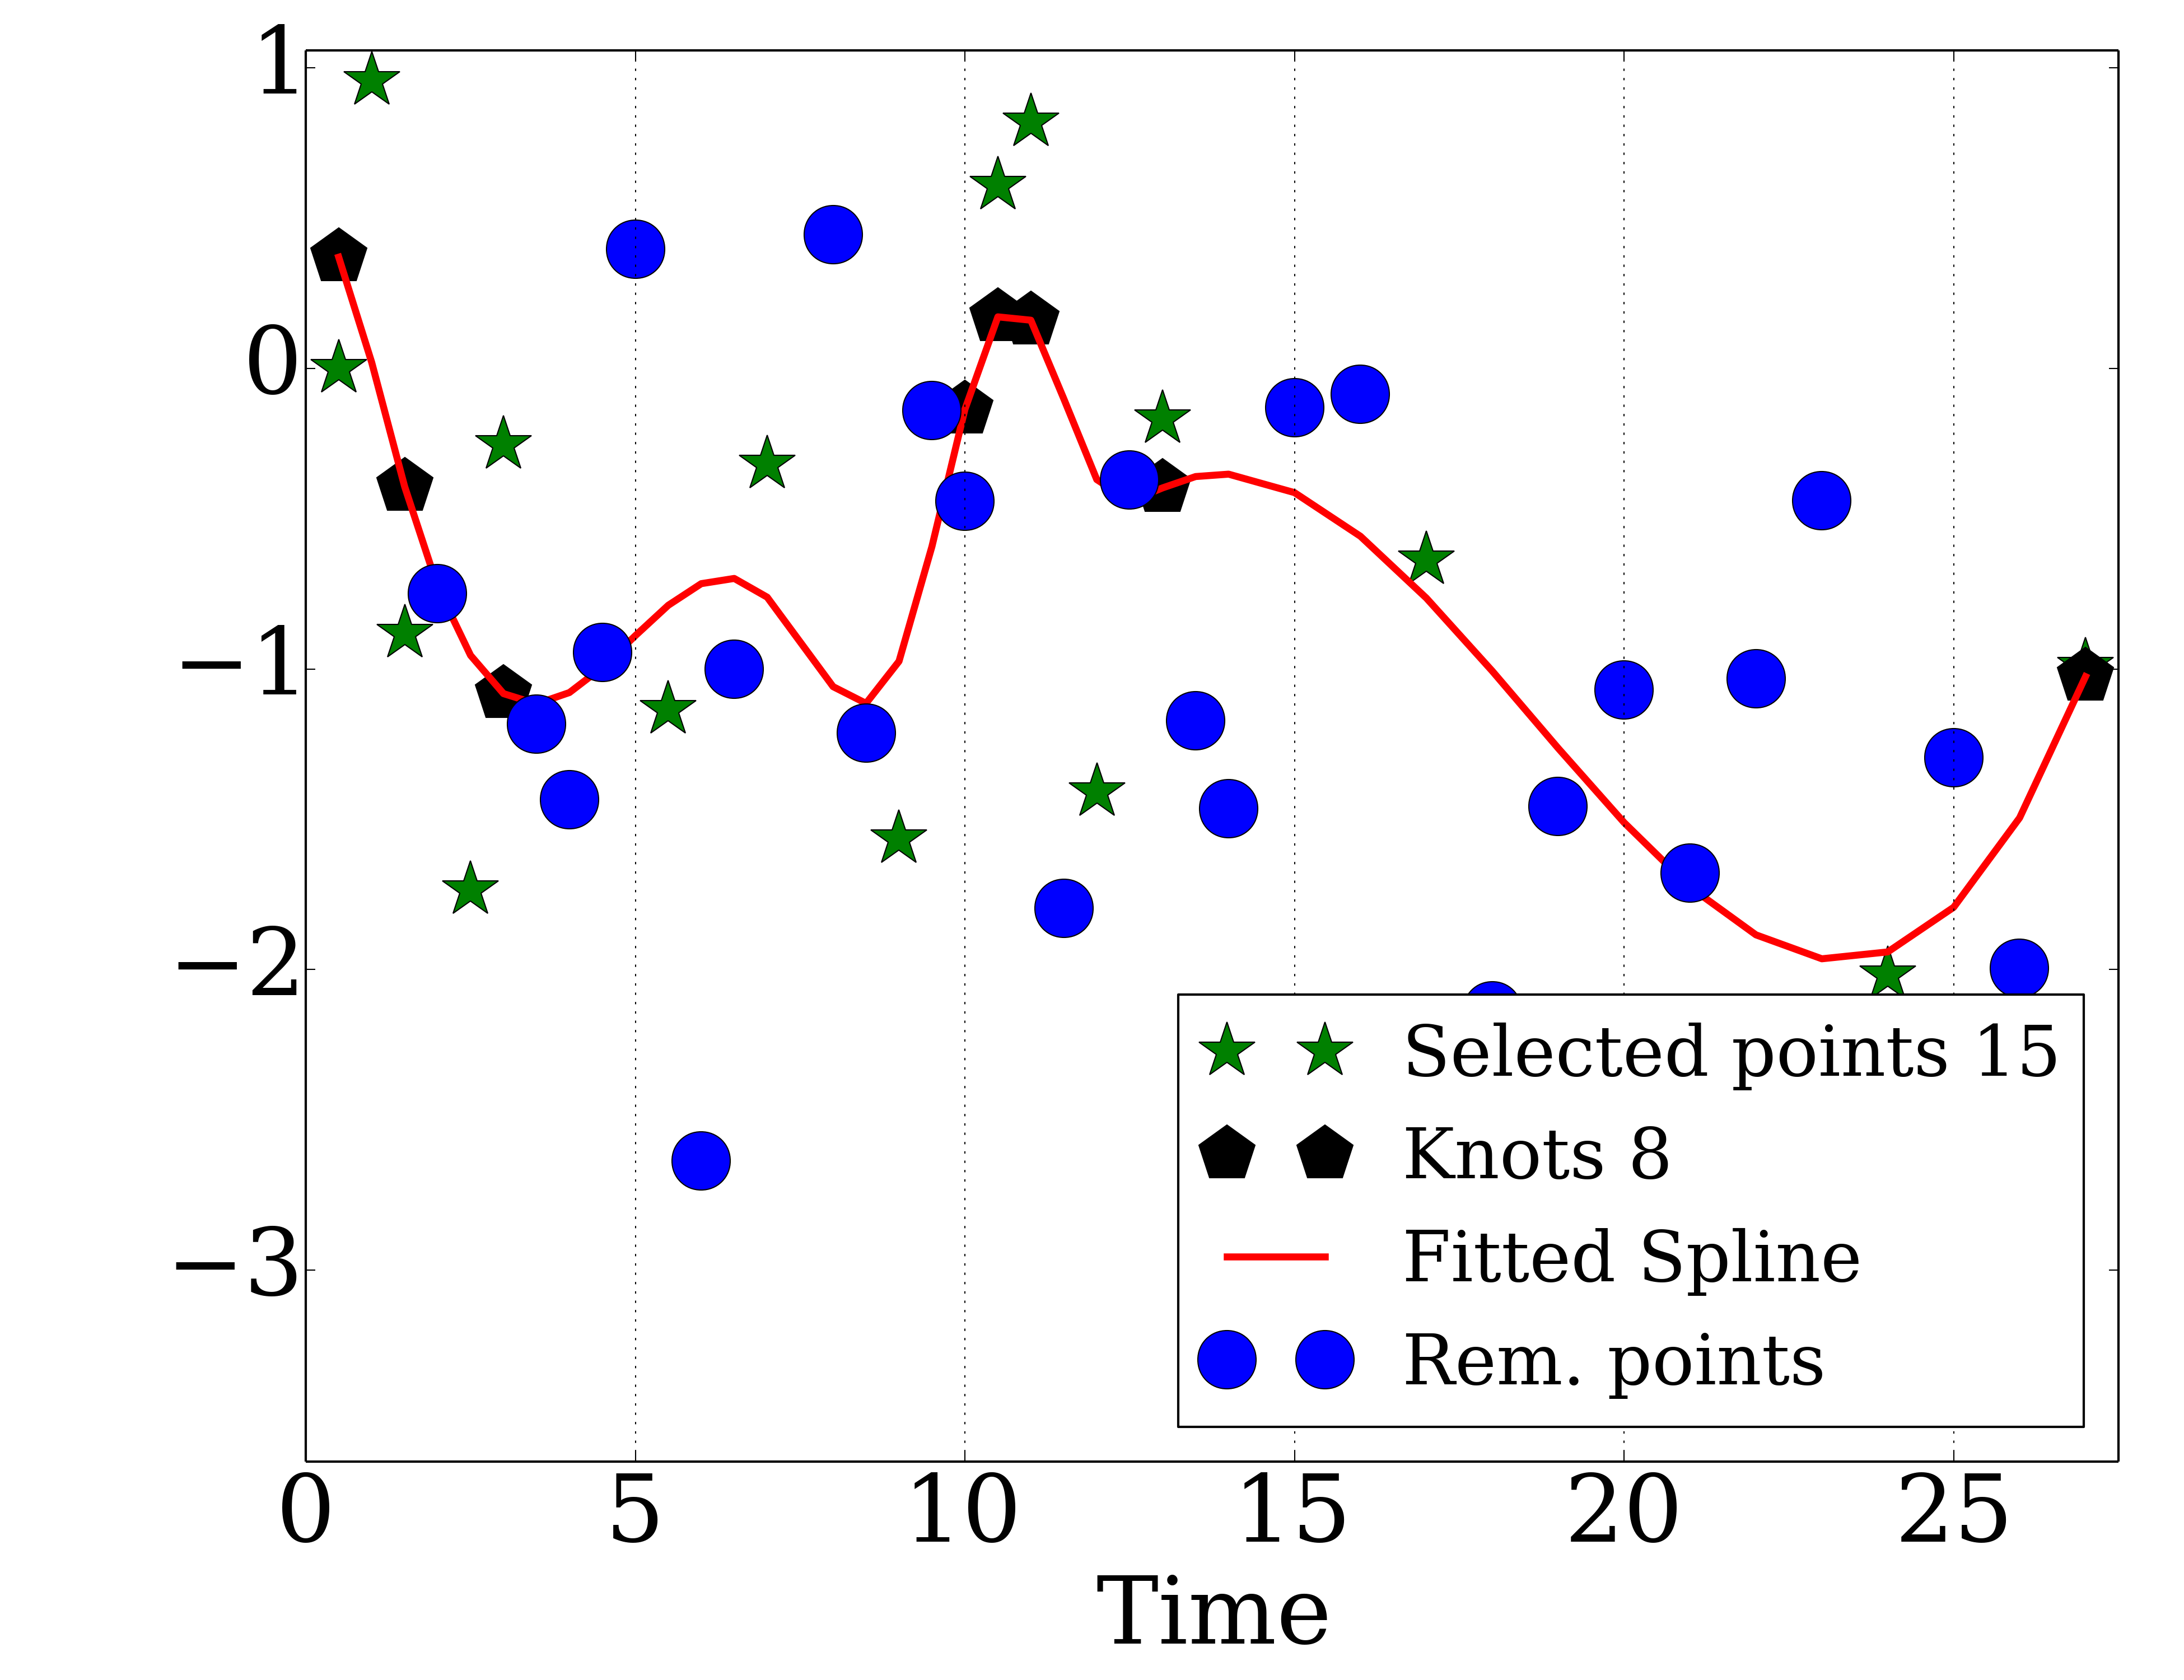 1
0
−1
−2
−3
Selected points 15
Knots 8
Fitted Spline
Rem. points
0 5 10 15 20 25
Time